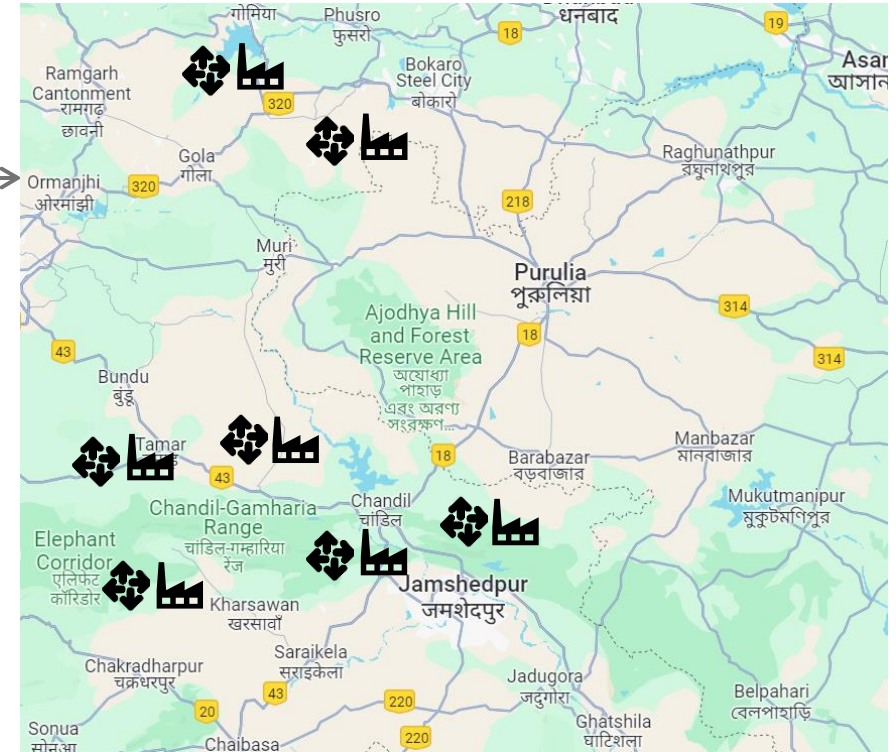 गोमिया
Phusro
फुसरो
18
धनबाद
19
Ramgarh
Cantonment
रामगढ़
छावनी
320
Bokaro
Steel City
बोकारो
आसान
Gola
गोला
Ormanjhi
ओरमांझी
320
Raghunathpur
রঘুনাথপুর
218
Muri
मुरी
Purulia
পুরুলিয়া
Ajodhya Hill
and Forest
Reserve Area
অযোধ্যা
পাহাড়
এবং অরণ্য
সংরক্ষণ...
314
18
43
314
Bundu
बुंडू
Tamar
43
18
Barabazar
বড়বাজার
Manbazar
মানবাজার
Chandil-Gamharia
Range
चांडिल-गम्हारिया
रेंज
Chandil
चांडिल
Mukutmanipur
মুকুটমণিপুর
Elephant
Corridor
एलिफेंट
कॉरिडोर
Jamshedpur
जमशेदपुर
Kharsawan
खरसावाँ
Saraikela
सराइकेला
Chakradharpur
चक्रधरपुर
43
20
220
220
Jadugora
जादुगोरा
Belpahari
বেলপাহাড়ি
Ghatshila
घाटशिला
Sonua
सोनुआ
Chaibasa